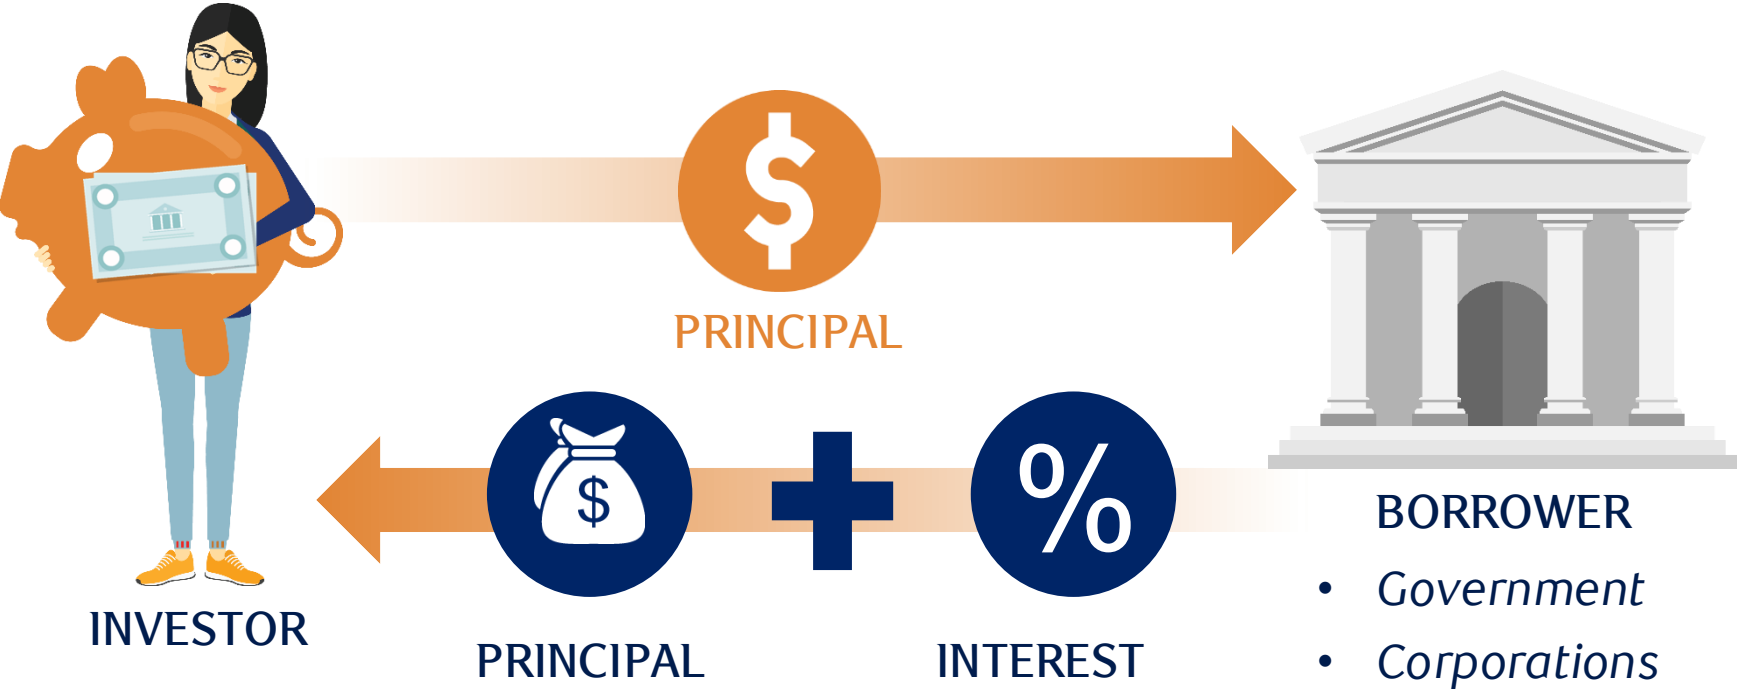 $
PRINCIPAL
$
%
INVESTOR
PRINCIPAL
INTEREST
BORROWER
• Government
• Corporations